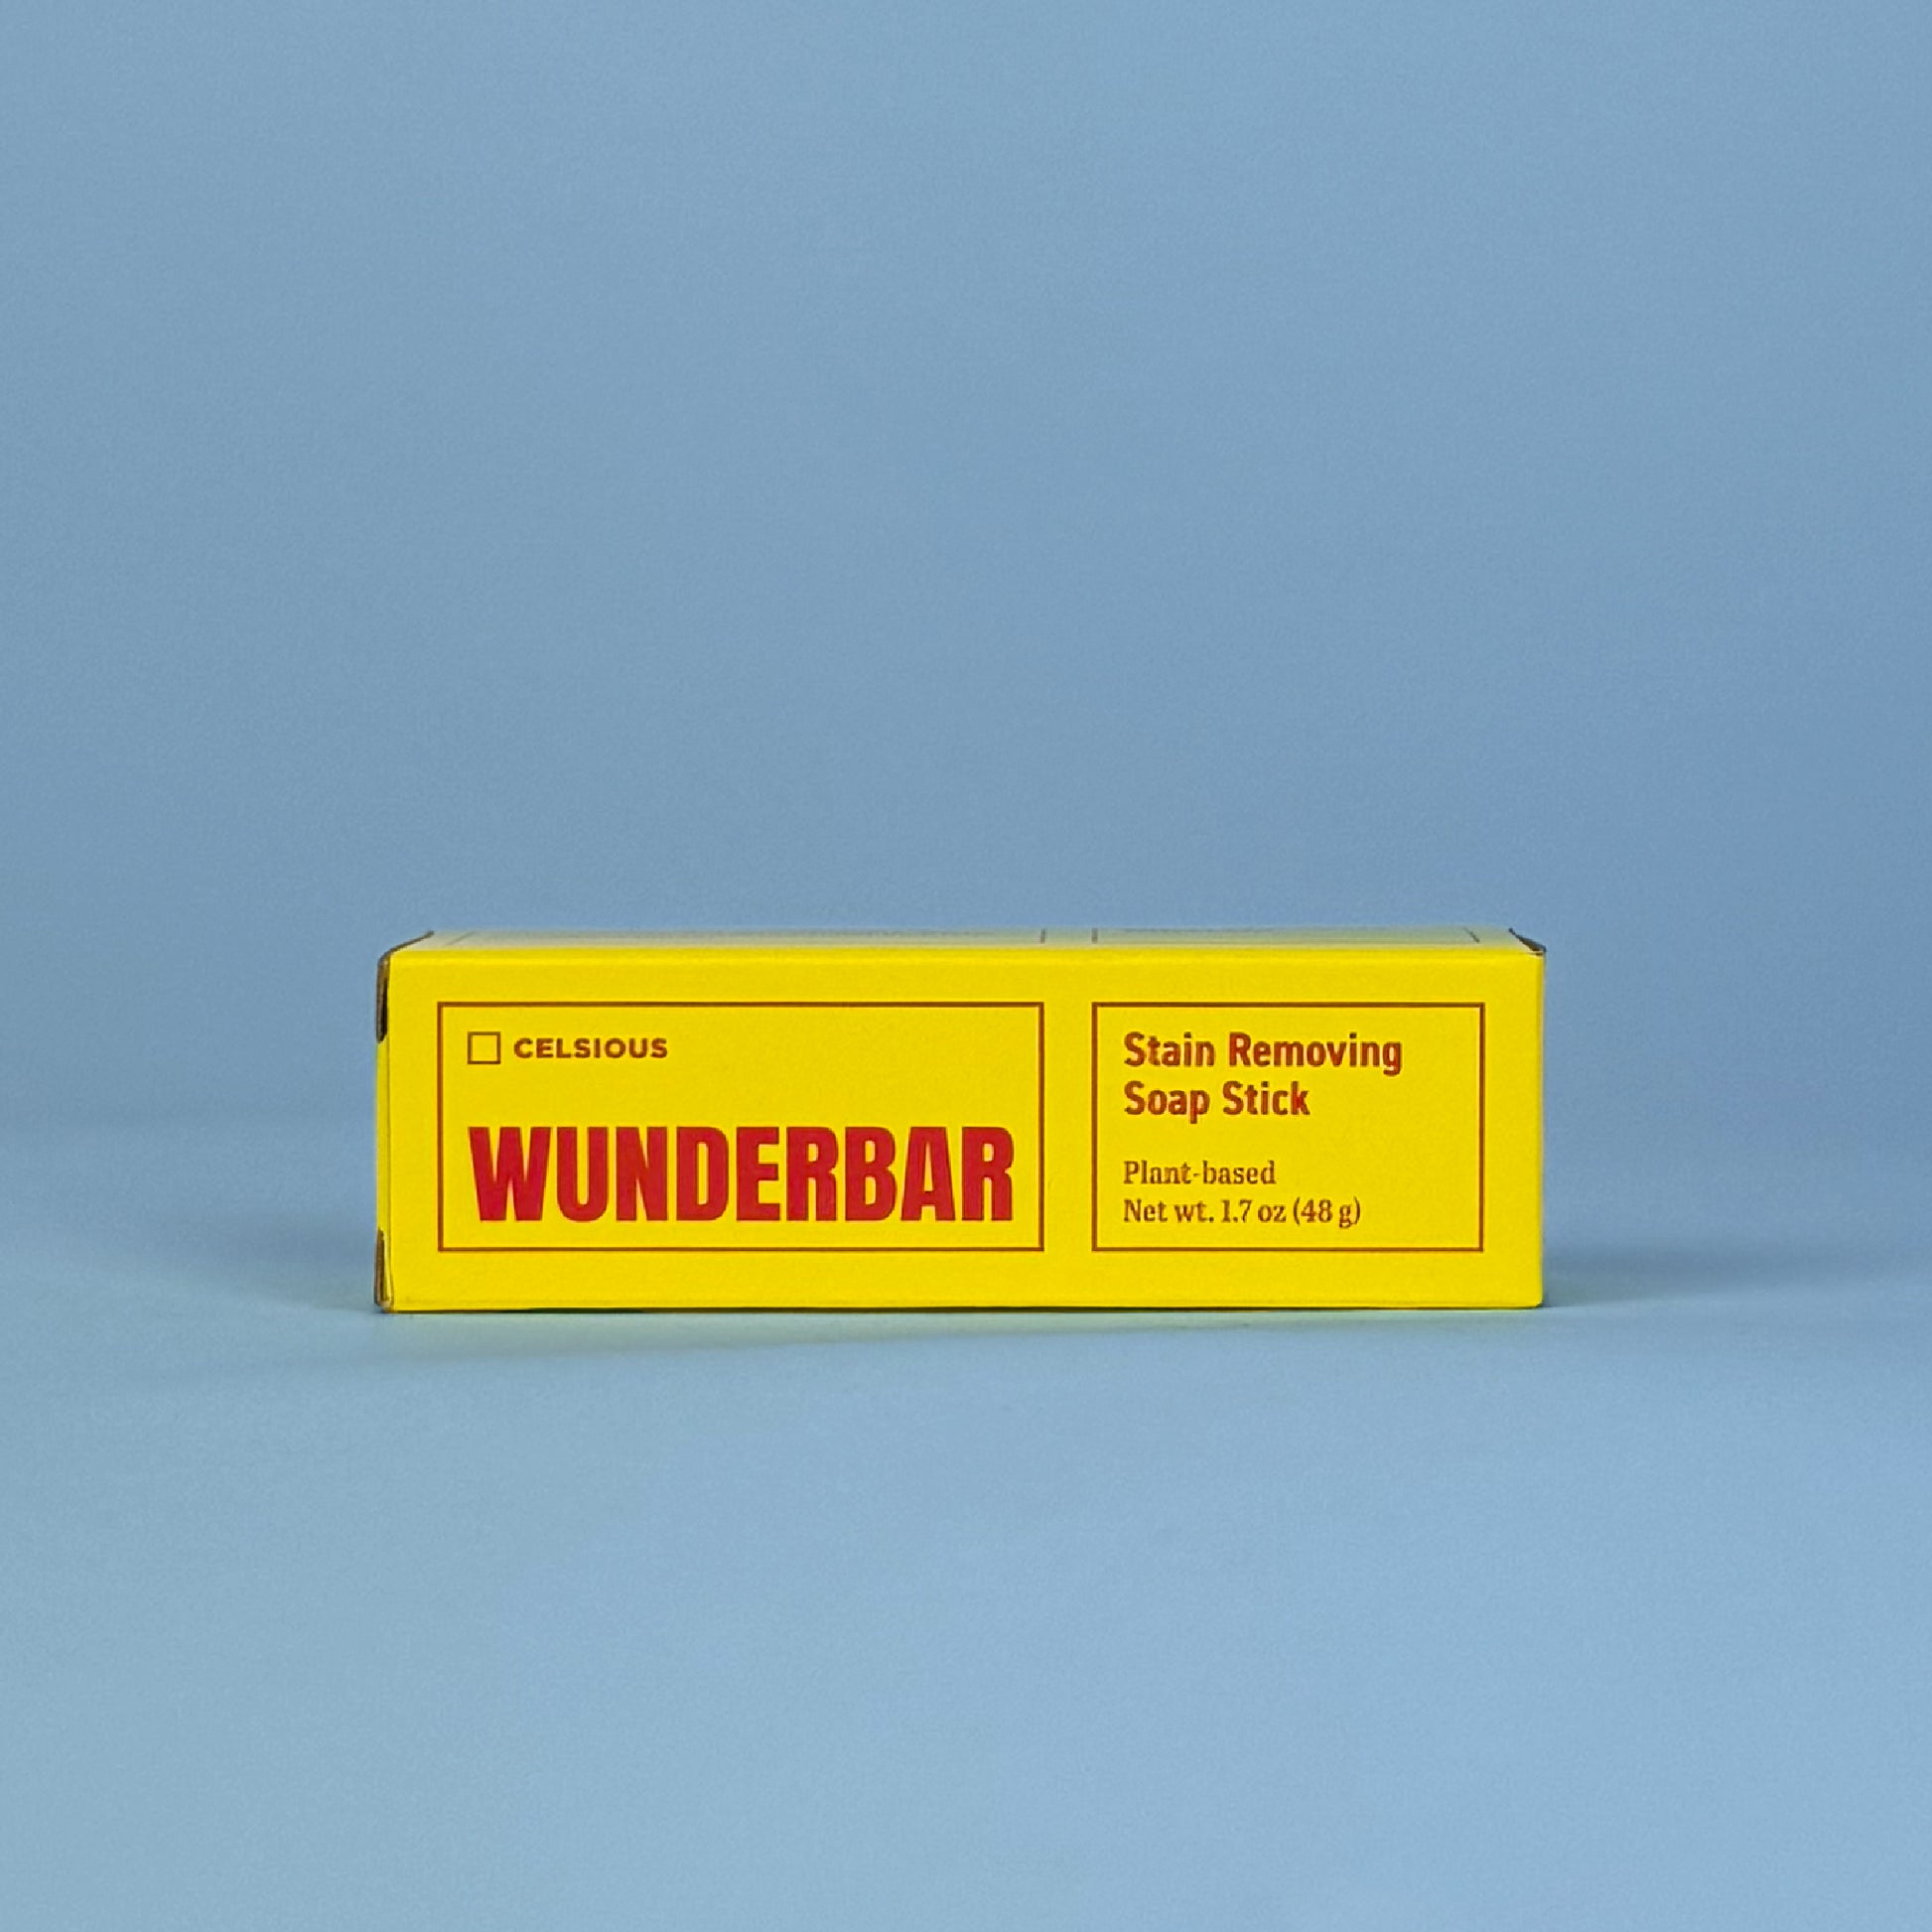 CELSIOUS
WUNDERBAR
Stain Removing
Soap Stick
Plant-based
Net wt. 1.7 oz (48 g)